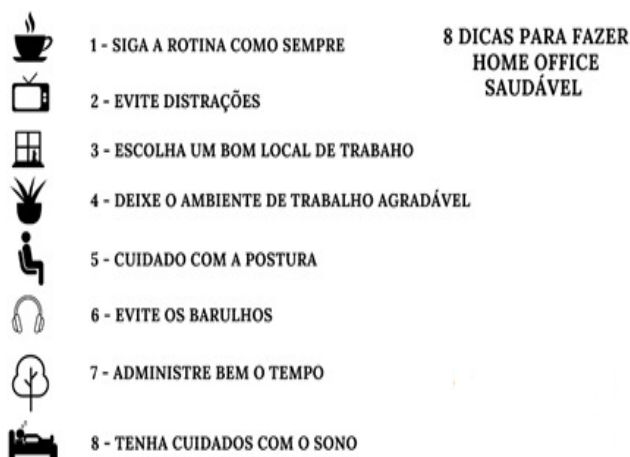 8 DICAS PARA FAZER
HOME OFFICE
SAUDÁVEL
1 - SIGA A ROTINA COMO SEMPRE
2 - EVITE DISTRAÇÕES
3 - ESCOLHA UM BOM LOCAL DE TRABAHO
4 - DEIXE O AMBIENTE DE TRABALHO AGRADÁVEL
5 - CUIDADO COM A POSTURA
6 - EVITE OS BARULHOS
7 - ADMINISTRE BEM O TEMPO
8 - TENHA CUIDADOS COM O SONO